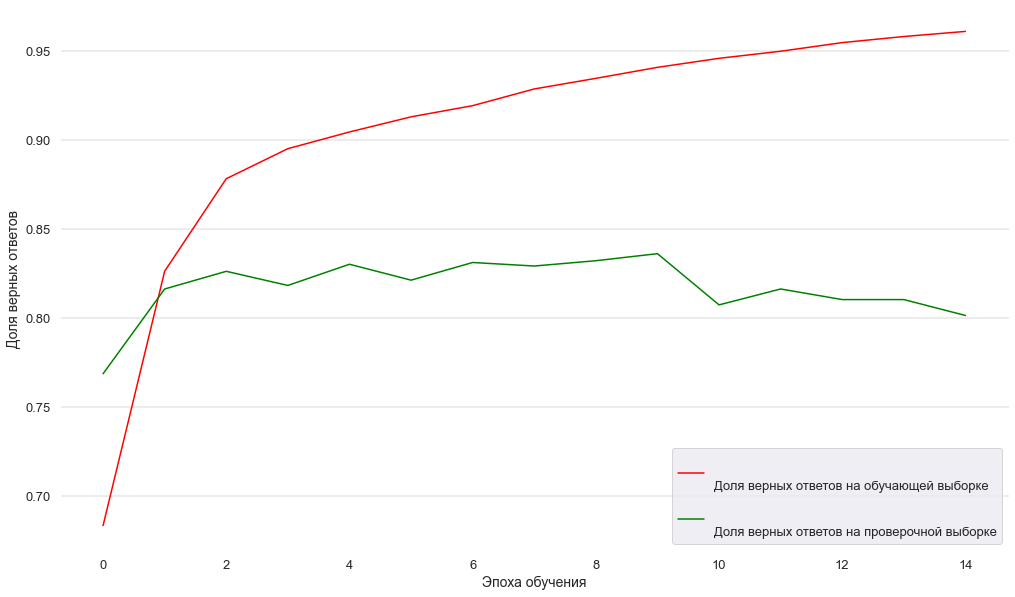 0.95
0.90
0.85
0.80
0.75
0.70
Доля верных ответов
0 2 4 6 8 10 12 14
Эпоха обучения
Доля верных ответов на обучающей выборке
Доля верных ответов на проверочной выборке